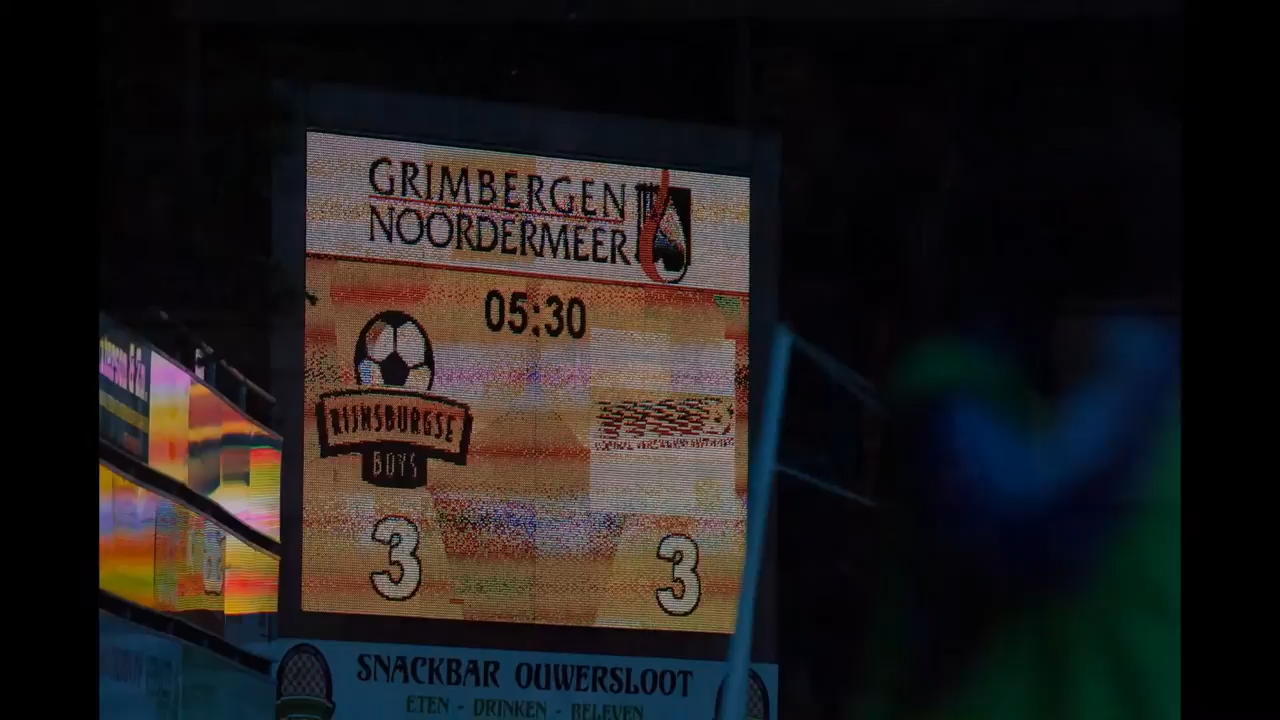 GRIMBERGEN
NOORDERMEER
05:30
RIJNSBURGSE
BOYS
3 3
SNACKBAR OUWERSLOOT
ETEN - DRINKEN - BELEVEN